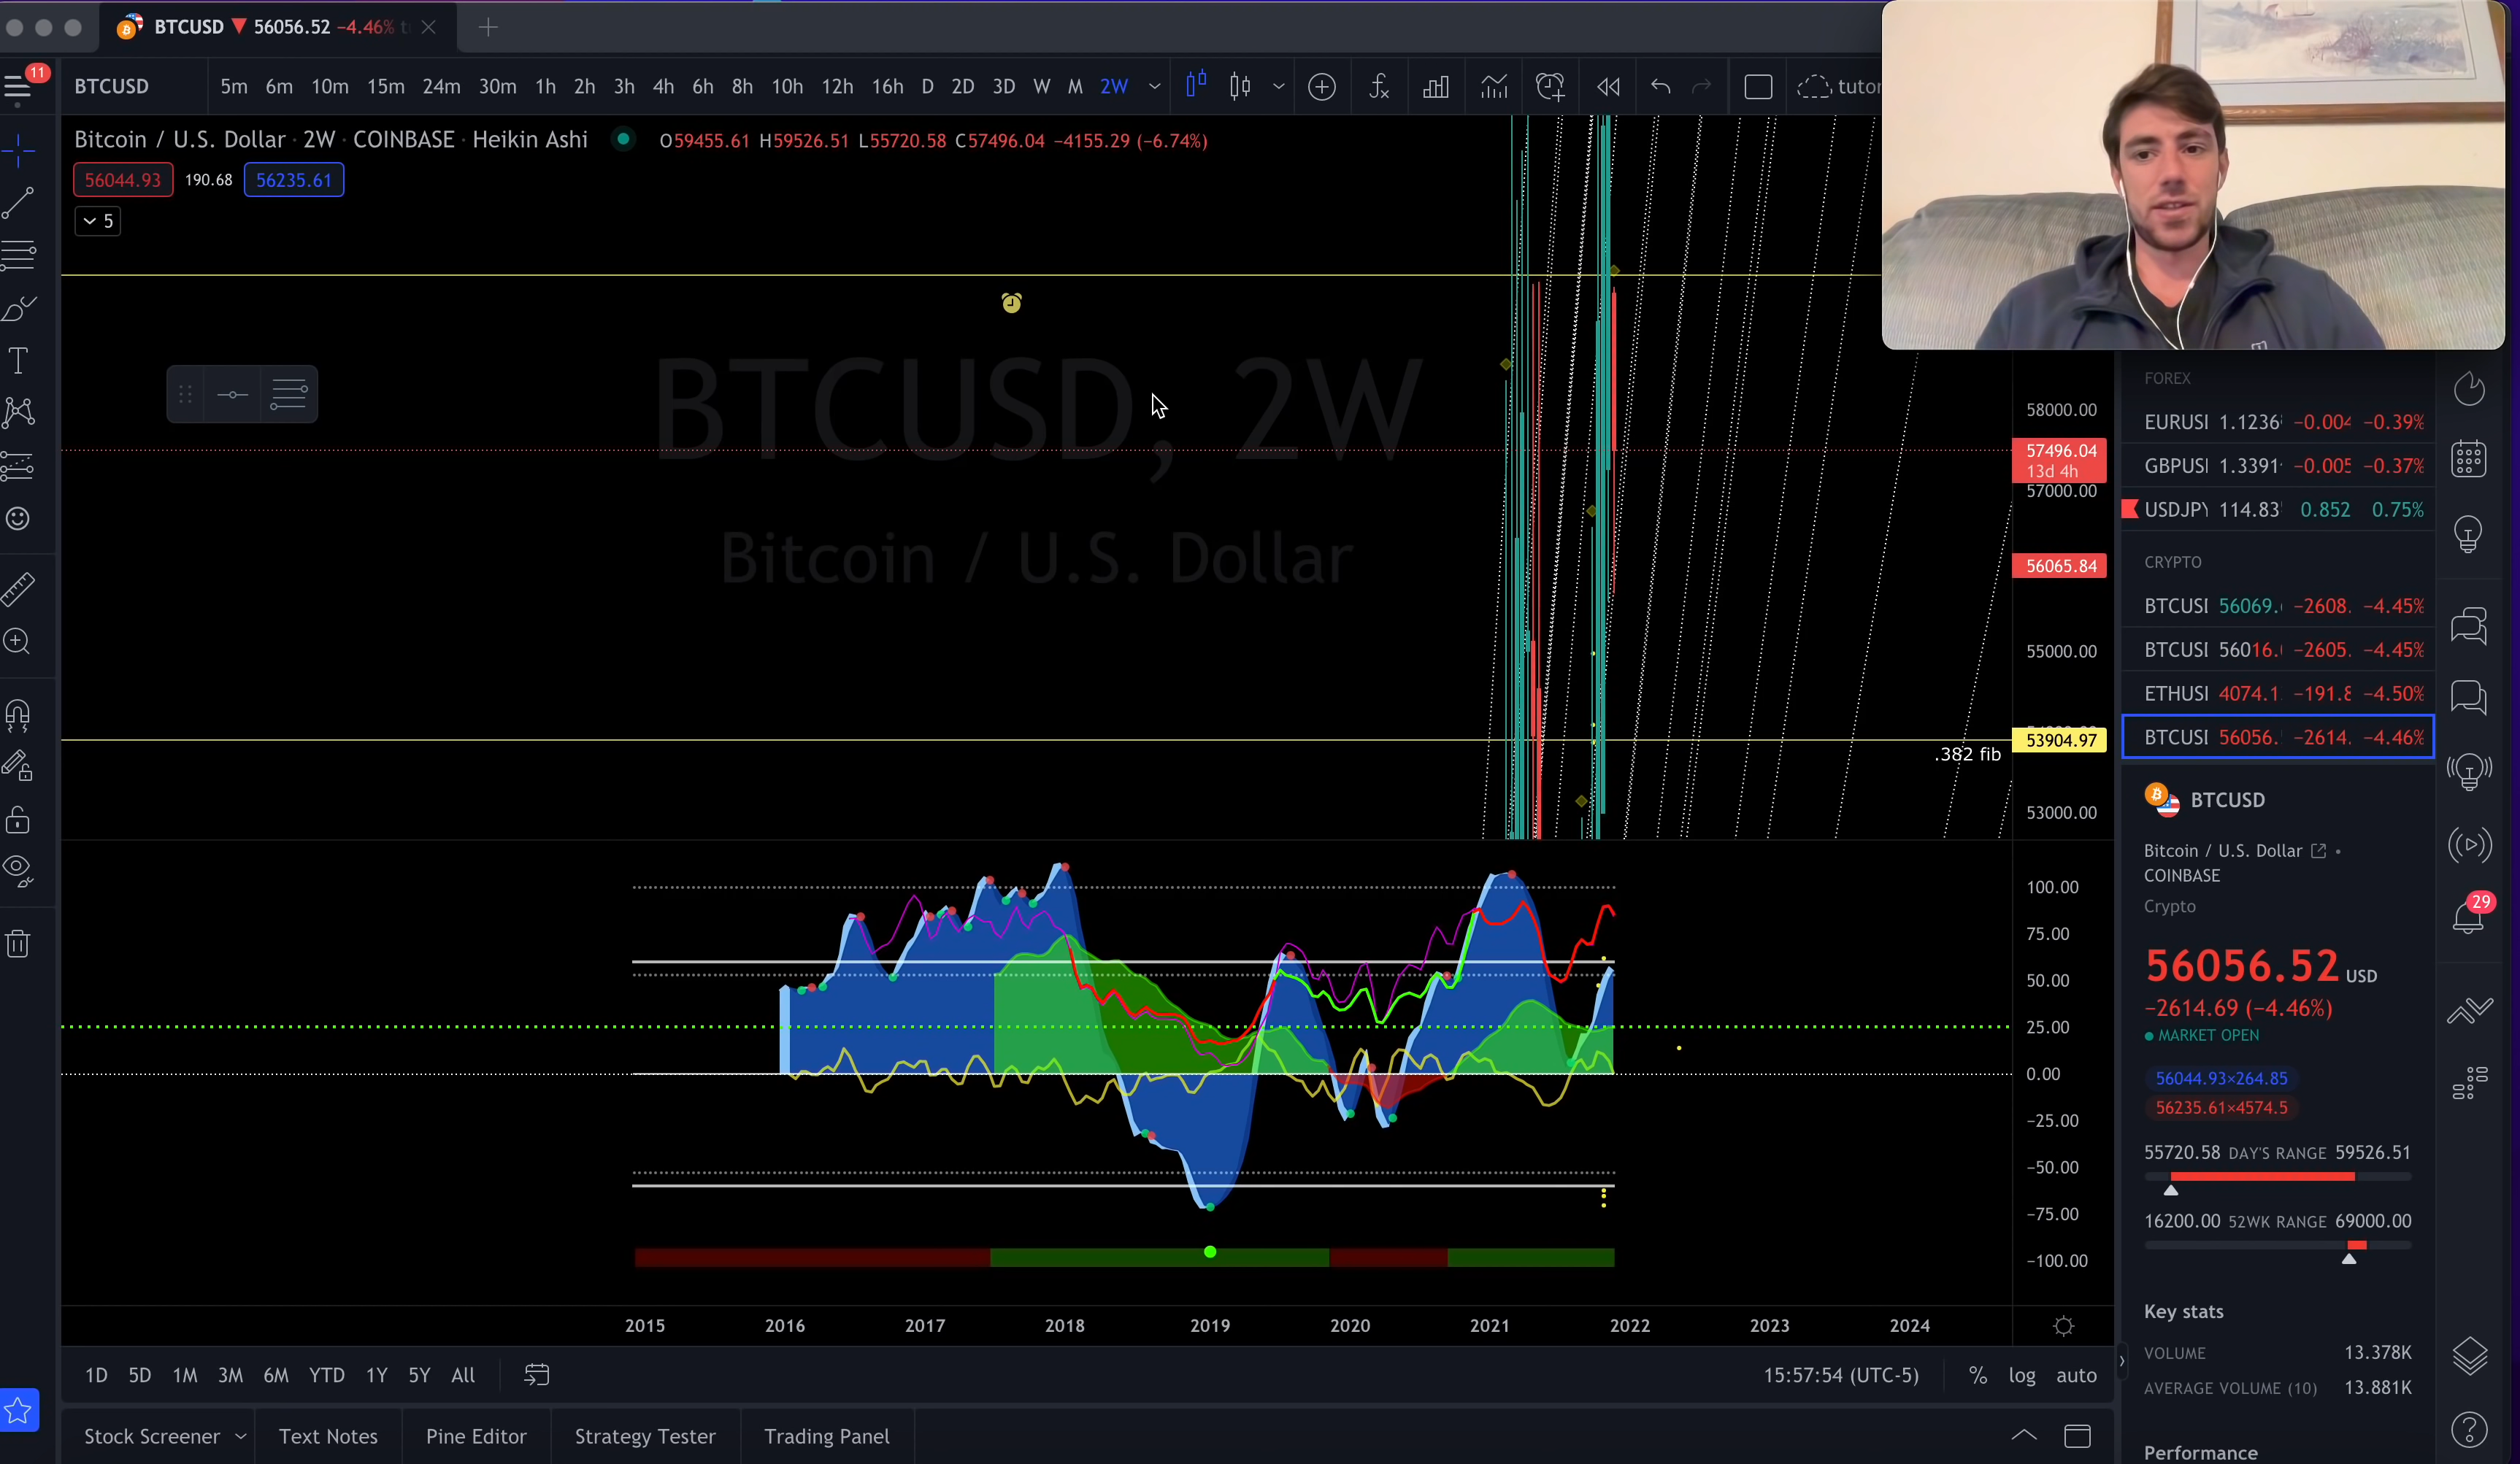 BTCUSD ▼ 56056.52 −4.46%
11
BTCUSD 5m 6m 10m 15m 24m 30m 1h 2h 3h 4h 6h 8h 10h 12h 16h D 2D 3D W M 2W
Bitcoin / U.S. Dollar · 2W · COINBASE · Heikin Ashi O59455.61 H59526.51 L55720.58 C57496.04 −4155.29 (−6.74%)
56044.93 190.68 56235.61
5
BTCUSD, 2W
Bitcoin / U.S. Dollar
58000.00
57496.04
13d 4h
57000.00
56065.84
55000.00
53904.97
.382 fib
53000.00
100.00
75.00
50.00
25.00
0.00
−25.00
−50.00
−75.00
−100.00
2015 2016 2017 2018 2019 2020 2021 2022 2023 2024
1D 5D 1M 3M 6M YTD 1Y 5Y All 15:57:54 (UTC-5) % log auto
Stock Screener Text Notes Pine Editor Strategy Tester Trading Panel
FOREX
EURUSI 1.1236 −0.004 −0.39%
GBPUSI 1.3391 −0.005 −0.37%
USDJPY 114.83 0.852 0.75%
CRYPTO
BTCUSI 56069. −2608. −4.45%
BTCUSI 56016. −2605. −4.45%
ETHUSI 4074.1 −191.8 −4.50%
BTCUSI 56056. −2614. −4.46%
BTCUSD
Bitcoin / U.S. Dollar
COINBASE
Crypto
56056.52 USD
−2614.69 (−4.46%)
MARKET OPEN
56044.93×264.85
56235.61×4574.5
55720.58 DAY'S RANGE 59526.51
16200.00 52WK RANGE 69000.00
Key stats
VOLUME 13.378K
AVERAGE VOLUME (10) 13.881K
Performance
29